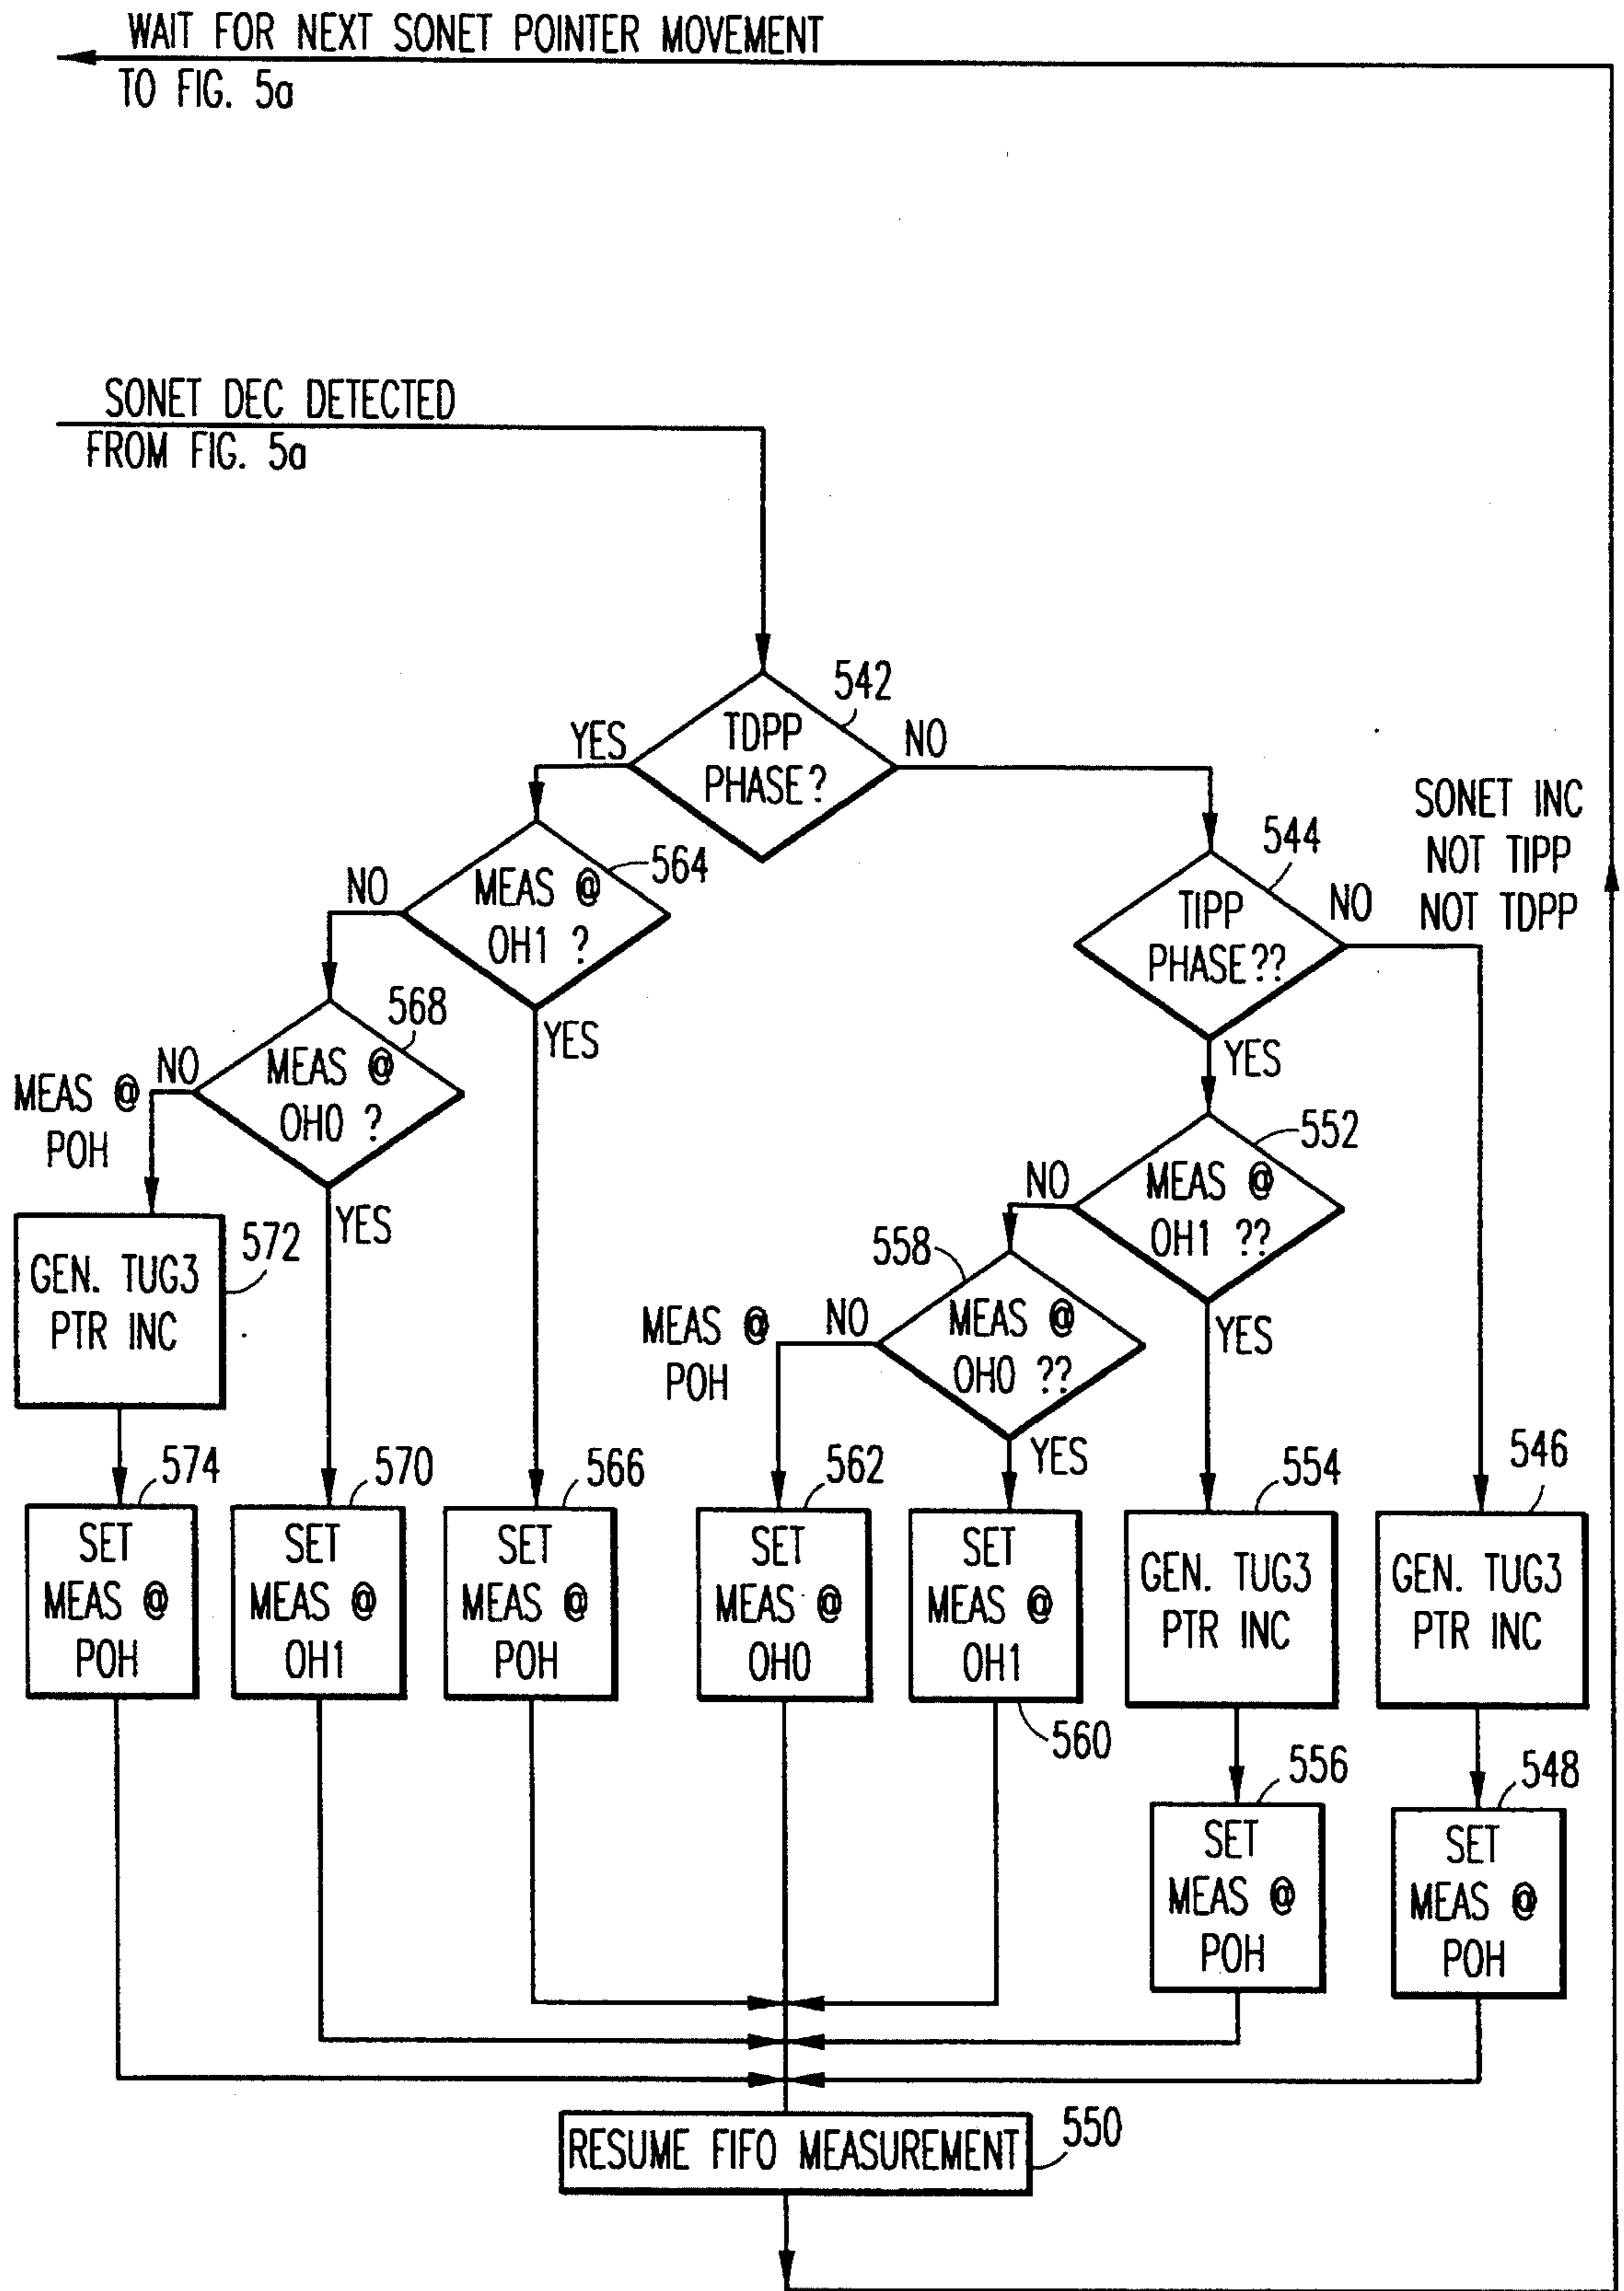 WAIT FOR NEXT SONET POINTER MOVEMENT
TO FIG. 5a
SONET DEC DETECTED
FROM FIG. 5a
542
TDPP
PHASE?
YES
NO
564
MEAS @
OH1 ?
NO
YES
544
TIPP
PHASE??
NO
YES
SONET INC
NOT TIPP
NOT TDPP
568
MEAS @
OH0 ?
NO
YES
MEAS @
POH
552
MEAS @
OH1 ??
NO
YES
558
MEAS @
OH0 ??
NO
YES
MEAS @
POH
572
GEN. TUG3
PTR INC
574
SET
MEAS @
POH
570
SET
MEAS @
OH1
566
SET
MEAS @
POH
562
SET
MEAS @
OH0
560
SET
MEAS @
OH1
554
GEN. TUG3
PTR INC
546
GEN. TUG3
PTR INC
556
SET
MEAS @
POH
548
SET
MEAS @
POH
RESUME FIFO MEASUREMENT
550